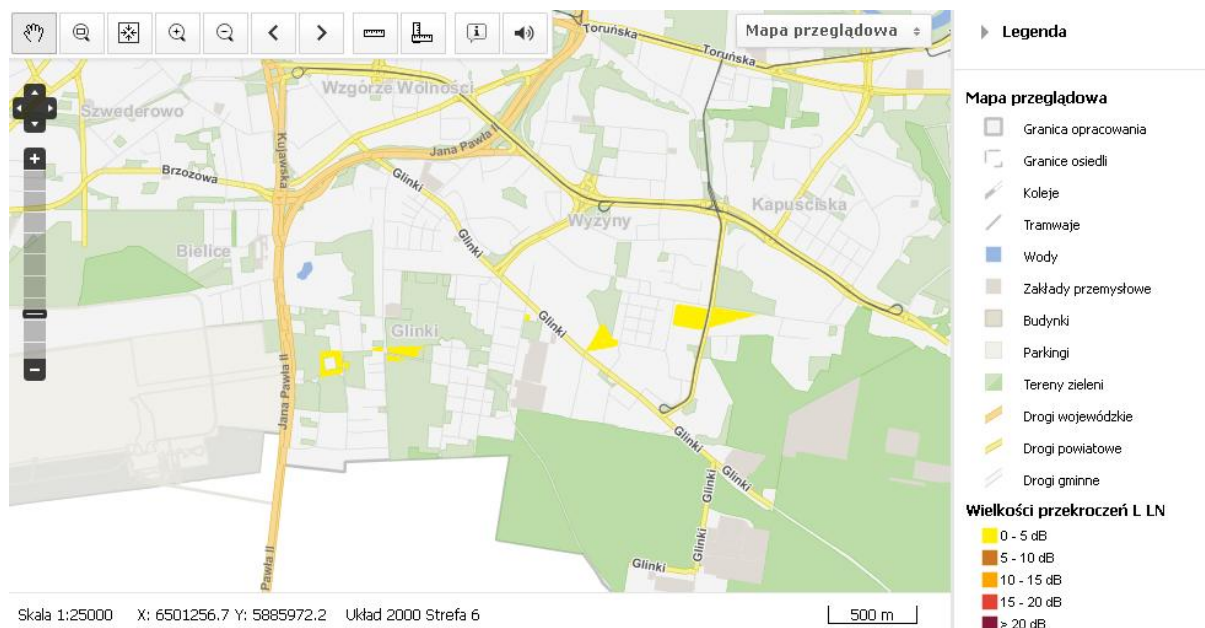 Mapa przeglądowa
Legenda
Toruńska
Toruńska
Wzgórze Wolności
Szwederowo
Kujawska
Jana Pawła II
Brzozowa
Glinki
Kapuściska
Wyżyny
Bielice
Glinki
Glinki
Glinki
Jana Pawła II
Glinki
Glinki
Glinki
Glinki
Glinki
Pawła II
Mapa przeglądowa
Granica opracowania
Granice osiedli
Koleje
Tramwaje
Wody
Zakłady przemysłowe
Budynki
Parkingi
Tereny zieleni
Drogi wojewódzkie
Drogi powiatowe
Drogi gminne
Wielkości przekroczeń L LN
0 - 5 dB
5 - 10 dB
10 - 15 dB
15 - 20 dB
> 20 dB
Skala 1:25000 X: 6501256.7 Y: 5885972.2 Układ 2000 Strefa 6
500 m